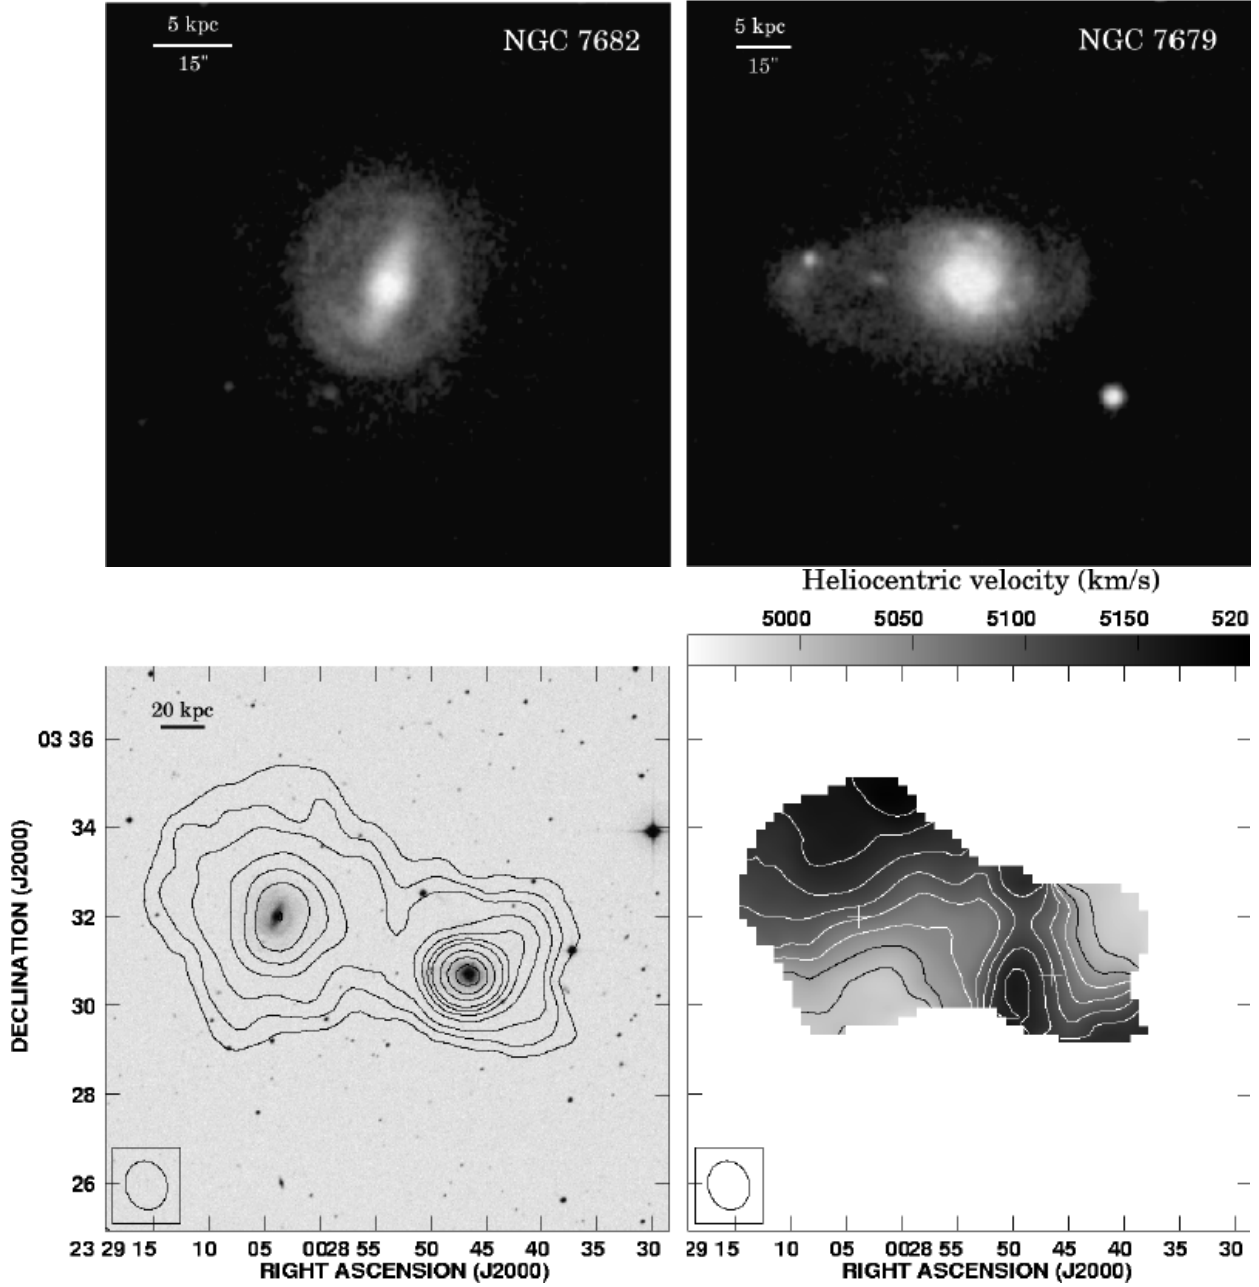 5 kpc
15"
NGC 7682
5 kpc
15"
NGC 7679
Heliocentric velocity (km/s)
5000 5050 5100 5150 520
20 kpc
03 36
34
32
30
28
26
DECLINATION (J2000)
23 29 15 10 05 00 28 55 50 45 40 35 30
RIGHT ASCENSION (J2000)
29 15 10 05 00 28 55 50 45 40 35 30
RIGHT ASCENSION (J2000)